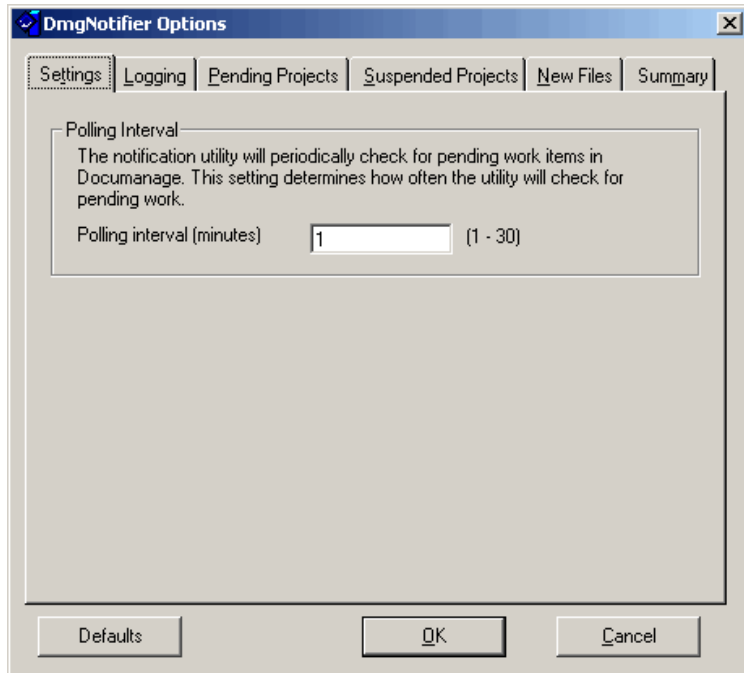 DmgNotifier Options
Settings Logging Pending Projects Suspended Projects New Files Summary
Polling Interval
The notification utility will periodically check for pending work items in
Documanage. This setting determines how often the utility will check for
pending work.
Polling interval (minutes) 1 (1 - 30)
Defaults OK Cancel